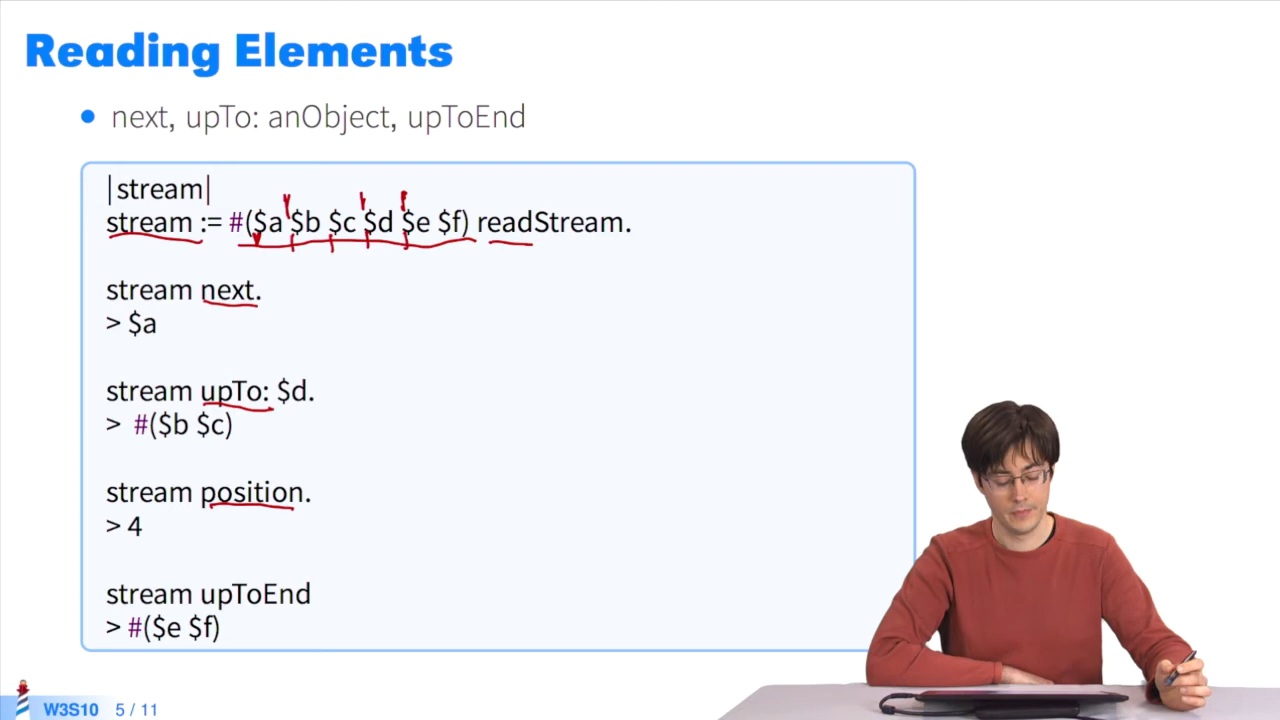 Reading Elements
next, upTo: anObject, upToEnd
|stream|
stream := #($a $b $c $d $e $f) readStream.
stream next.
> $a
stream upTo: $d.
> #($b $c)
stream position.
> 4
stream upToEnd
> #($e $f)
W3S10 5 / 11